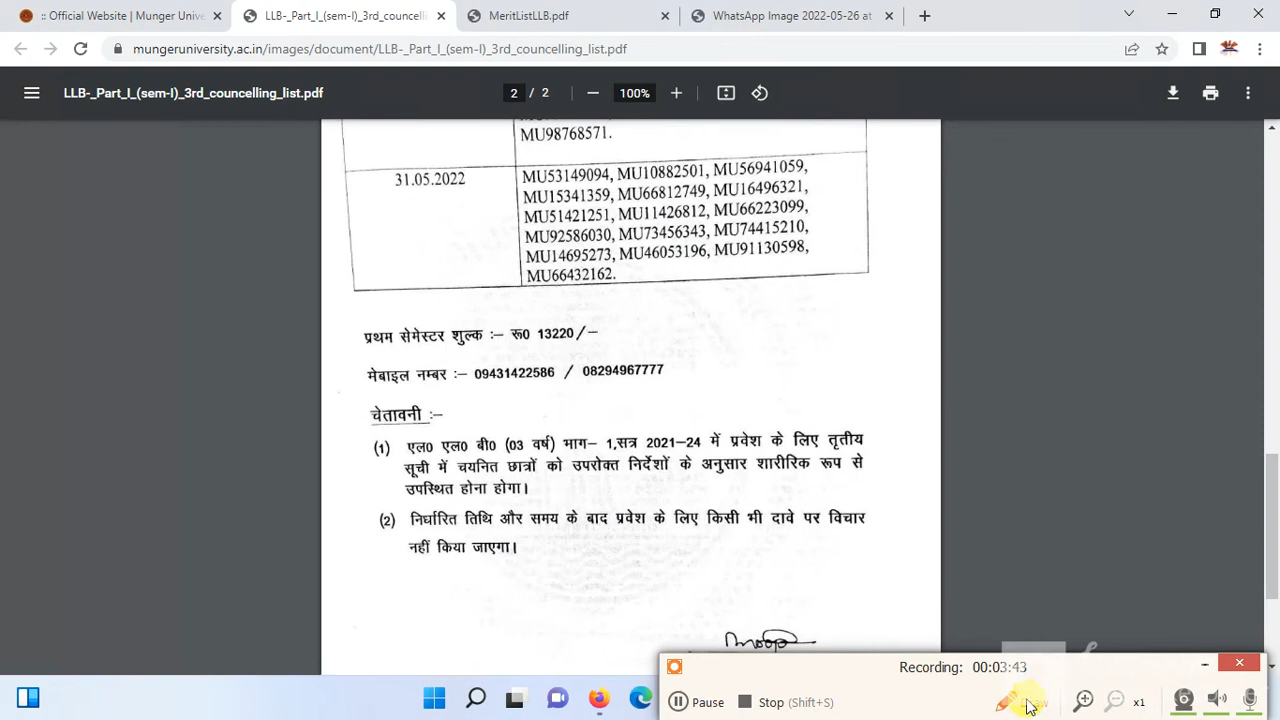 :: Official Website | Munger Univer
LLB-_Part_I_(sem-I)_3rd_councelli
MeritListLLB.pdf
WhatsApp Image 2022-05-26 at
mungeruniversity.ac.in/images/document/LLB-_Part_I_(sem-I)_3rd_councelling_list.pdf
LLB-_Part_I_(sem-I)_3rd_councelling_list.pdf
2 / 2
100%
MU98768571.
31.05.2022
MU53149094, MU10882501, MU56941059,
MU15341359, MU66812749, MU16496321,
MU51421251, MU11426812, MU66223099,
MU92586030, MU73456343, MU74415210,
MU14695273, MU46053196, MU91130598,
MU66432162.
प्रथम सेमेस्टर शुल्क :– रू0 13220/–
मेबाइल नम्बर :– 09431422586 / 08294967777
चेतावनी :–
(1) एल0 एल0 बी0 (03 वर्ष) भाग– 1,सत्र 2021–24 में प्रवेश के लिए तृतीय
सूची में चयनित छात्रों को उपरोक्त निर्देशों के अनुसार शारीरिक रूप से
उपस्थित होना होगा।
(2) निर्धारित तिथि और समय के बाद प्रवेश के लिए किसी भी दावे पर विचार
नहीं किया जाएगा।
Recording: 00:03:43
Pause
Stop (Shift+S)
x1